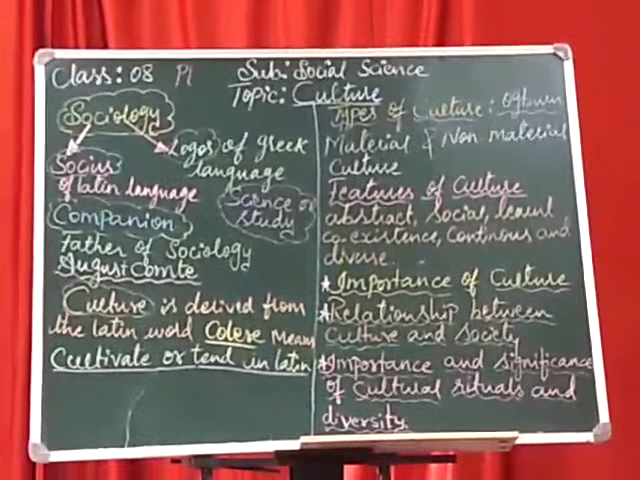 Class: 08 P1 Sub: Social Science
Topic: Culture
Sociology
Socius
of latin language
Logos of greek
language
Companion
Science or
study
Father of Sociology
August Comte
Culture is derived from
the latin word Colere means
Cultivate or tend in latin
Types of Culture: Ogburn
Material & Non material
Culture
Features of Culture
abstract, Social, learnt
co-existence, Continous and
diverse
* Importance of Culture
* Relationship between
Culture and Society
* Importance and significance
of Cultural rituals and
diversity.